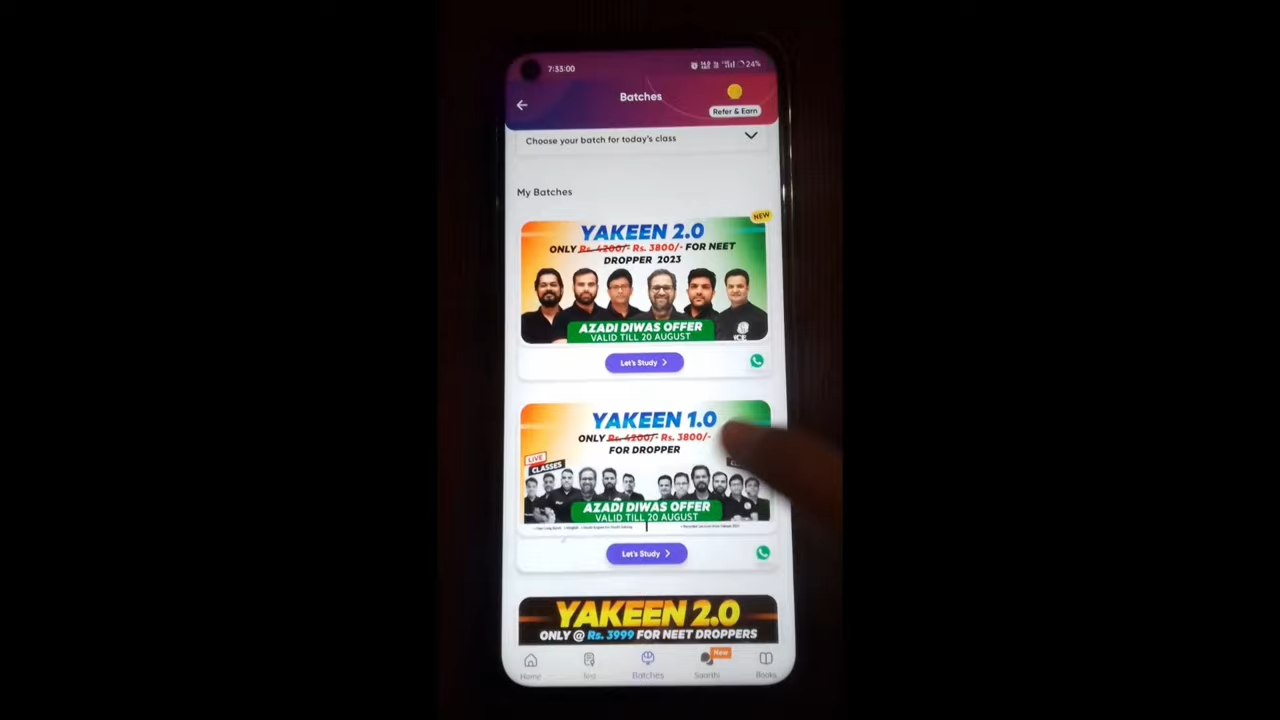 7:33:00
24%
Batches
Refer & Earn
Choose your batch for today's class
My Batches
NEW
YAKEEN 2.0
ONLY Rs. 4200/- Rs. 3800/- FOR NEET
DROPPER 2023
AZADI DIWAS OFFER
VALID TILL 20 AUGUST
Let's Study
YAKEEN 1.0
ONLY Rs. 4200/- Rs. 3800/-
FOR DROPPER
LIVE
CLASSES
AZADI DIWAS OFFER
VALID TILL 20 AUGUST
Let's Study
YAKEEN 2.0
ONLY @ Rs. 3999 FOR NEET DROPPERS
New
Home Test Batches Saarthi Books